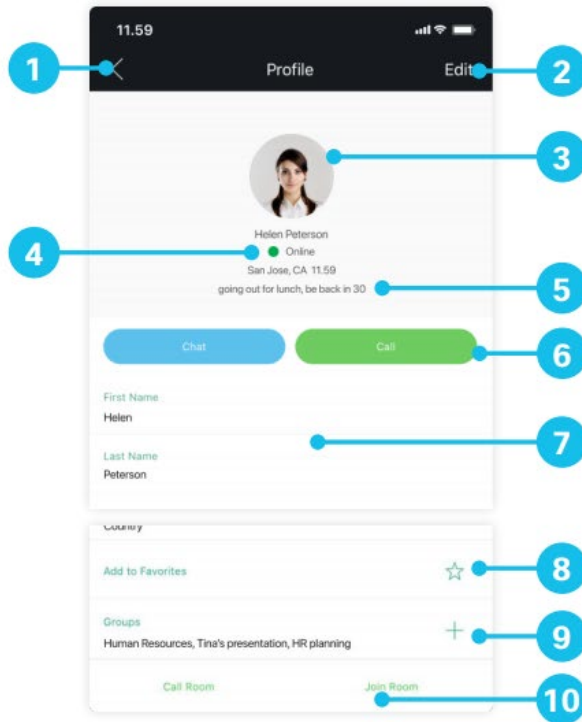 11.59
1
Profile
Edit
2
3
Helen Peterson
4
Online
San Jose, CA 11.59
going out for lunch, be back in 30
5
Chat
Call
6
First Name
Helen
7
Last Name
Peterson
Country
Add to Favorites
8
Groups
Human Resources, Tina's presentation, HR planning
9
Call Room
Join Room
10